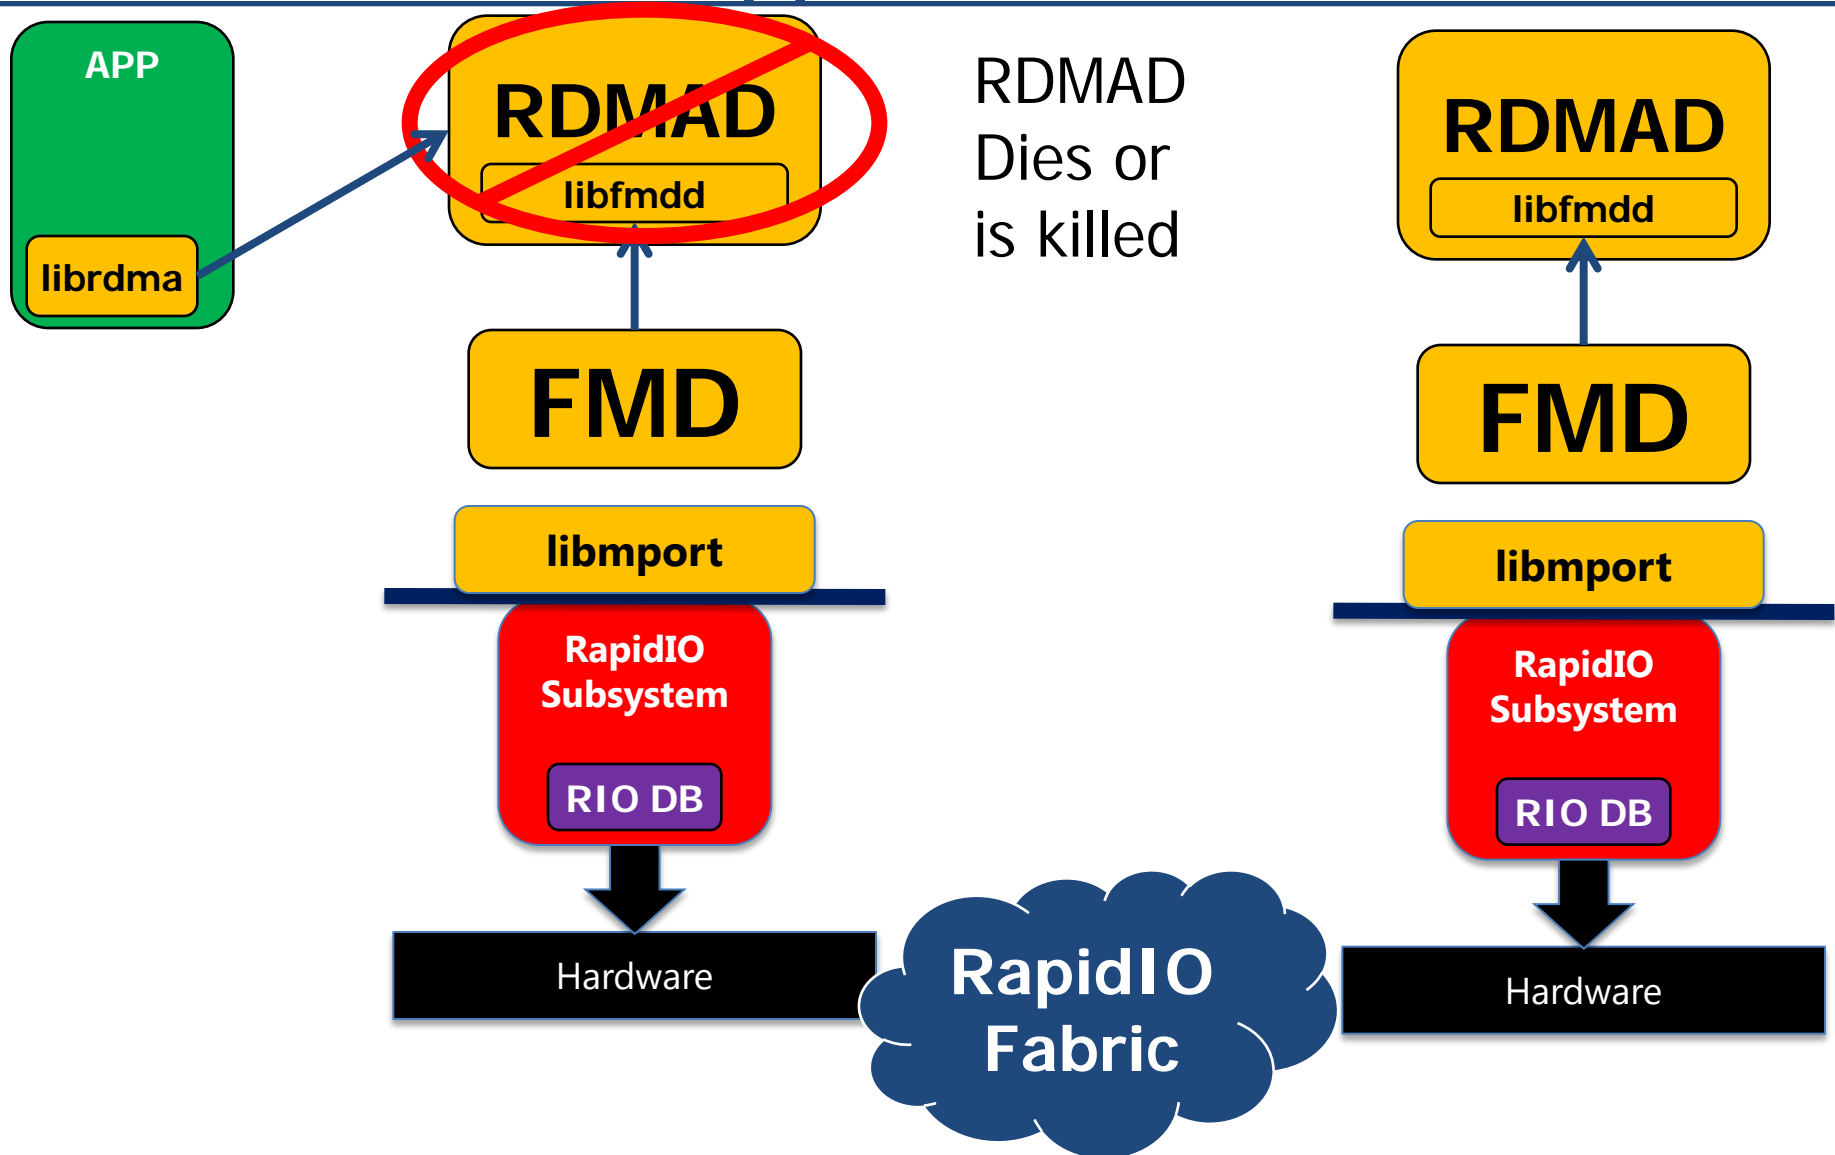 APP
librdma
RDMAD
libfmdd
FMD
libmport
RapidIO
Subsystem
RIO DB
Hardware
RDMAD
Dies or
is killed
RapidIO
Fabric
RDMAD
libfmdd
FMD
libmport
RapidIO
Subsystem
RIO DB
Hardware